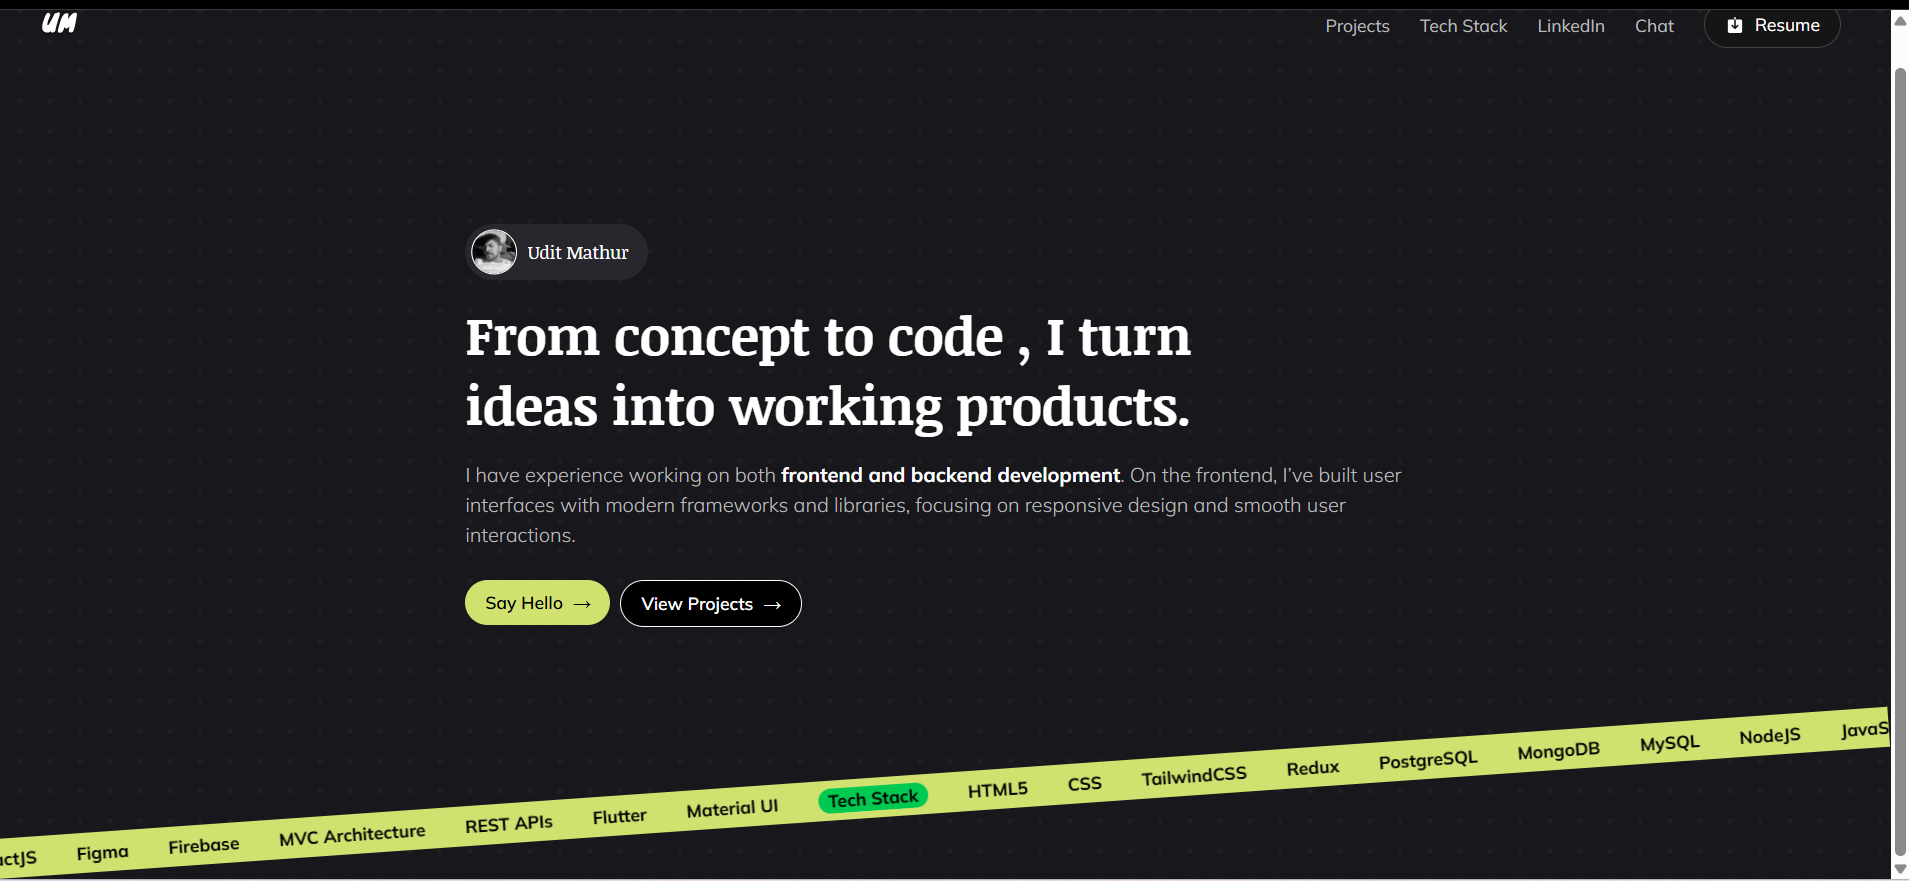 UM
Projects Tech Stack LinkedIn Chat Resume
Udit Mathur
From concept to code , I turn
ideas into working products.
I have experience working on both frontend and backend development. On the frontend, I’ve built user
interfaces with modern frameworks and libraries, focusing on responsive design and smooth user
interactions.
Say Hello → View Projects →
actJS Figma Firebase MVC Architecture REST APIs Flutter Material UI Tech Stack HTML5 CSS TailwindCSS Redux PostgreSQL MongoDB MySQL NodeJS JavaS